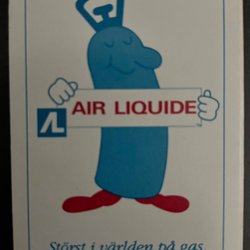 AIR LIQUIDE
Störst i världen på gas.